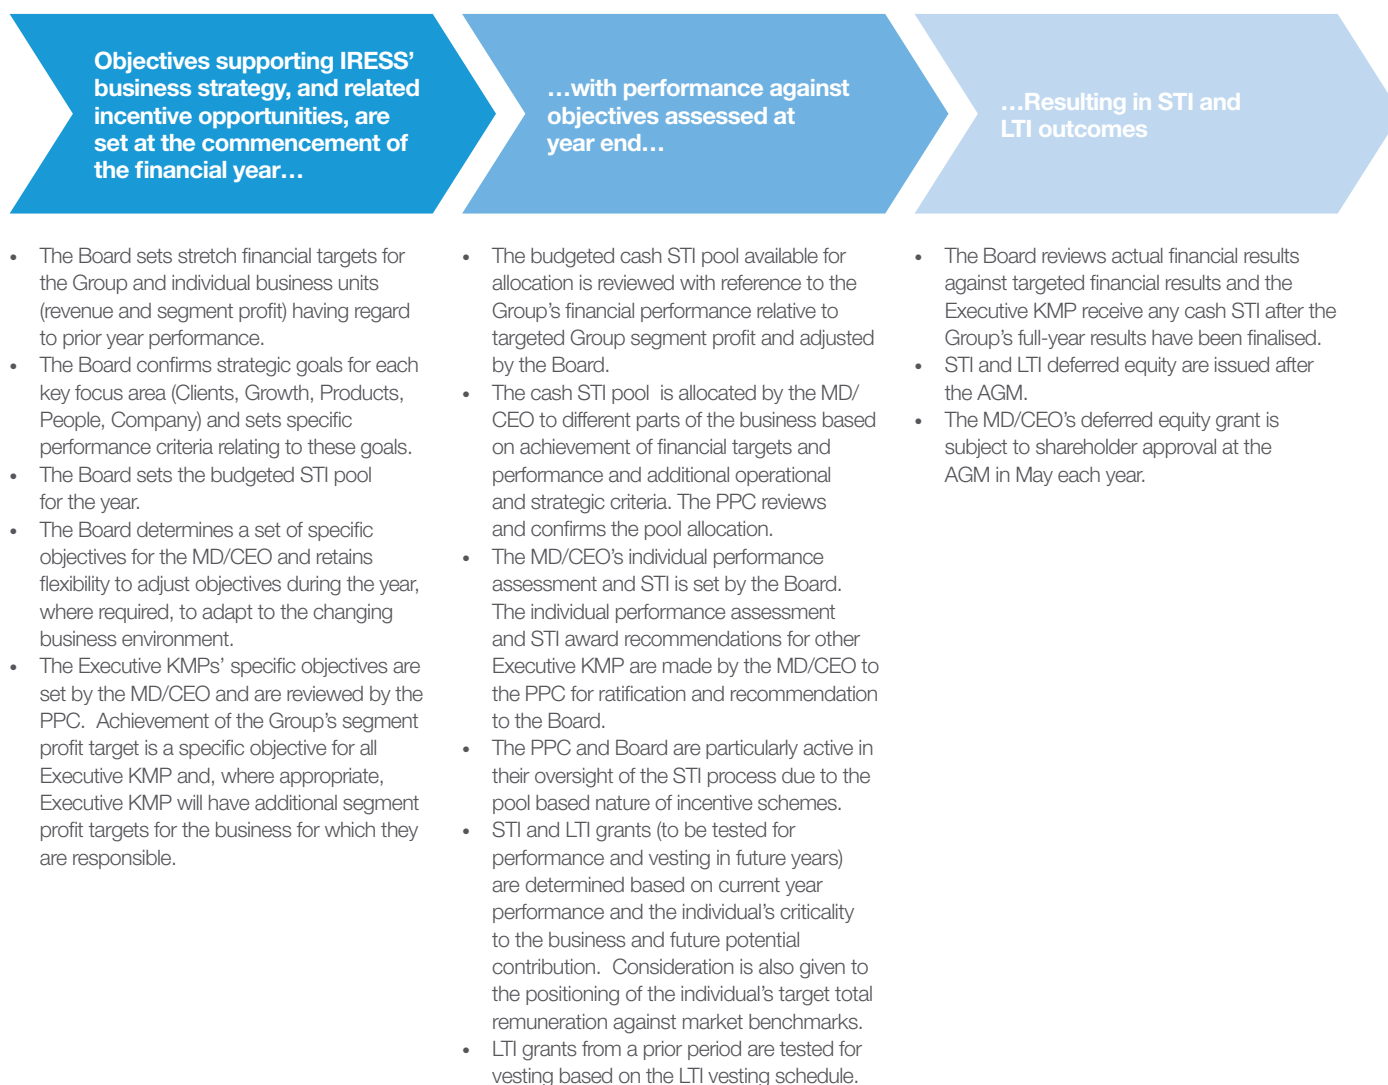 Objectives supporting IRESS’
business strategy, and related
incentive opportunities, are
set at the commencement of
the financial year…
…with performance against
objectives assessed at
year end…
…Resulting in STI and
LTI outcomes
• The Board sets stretch financial targets for
the Group and individual business units
(revenue and segment profit) having regard
to prior year performance.
• The Board confirms strategic goals for each
key focus area (Clients, Growth, Products,
People, Company) and sets specific
performance criteria relating to these goals.
• The Board sets the budgeted STI pool
for the year.
• The Board determines a set of specific
objectives for the MD/CEO and retains
flexibility to adjust objectives during the year,
where required, to adapt to the changing
business environment.
• The Executive KMPs’ specific objectives are
set by the MD/CEO and are reviewed by the
PPC. Achievement of the Group’s segment
profit target is a specific objective for all
Executive KMP and, where appropriate,
Executive KMP will have additional segment
profit targets for the business for which they
are responsible.
• The budgeted cash STI pool available for
allocation is reviewed with reference to the
Group’s financial performance relative to
targeted Group segment profit and adjusted
by the Board.
• The cash STI pool is allocated by the MD/
CEO to different parts of the business based
on achievement of financial targets and
performance and additional operational
and strategic criteria. The PPC reviews
and confirms the pool allocation.
• The MD/CEO’s individual performance
assessment and STI is set by the Board.
The individual performance assessment
and STI award recommendations for other
Executive KMP are made by the MD/CEO to
the PPC for ratification and recommendation
to the Board.
• The PPC and Board are particularly active in
their oversight of the STI process due to the
pool based nature of incentive schemes.
• STI and LTI grants (to be tested for
performance and vesting in future years)
are determined based on current year
performance and the individual’s criticality
to the business and future potential
contribution. Consideration is also given to
the positioning of the individual’s target total
remuneration against market benchmarks.
• LTI grants from a prior period are tested for
vesting based on the LTI vesting schedule.
• The Board reviews actual financial results
against targeted financial results and the
Executive KMP receive any cash STI after the
Group’s full-year results have been finalised.
• STI and LTI deferred equity are issued after
the AGM.
• The MD/CEO’s deferred equity grant is
subject to shareholder approval at the
AGM in May each year.